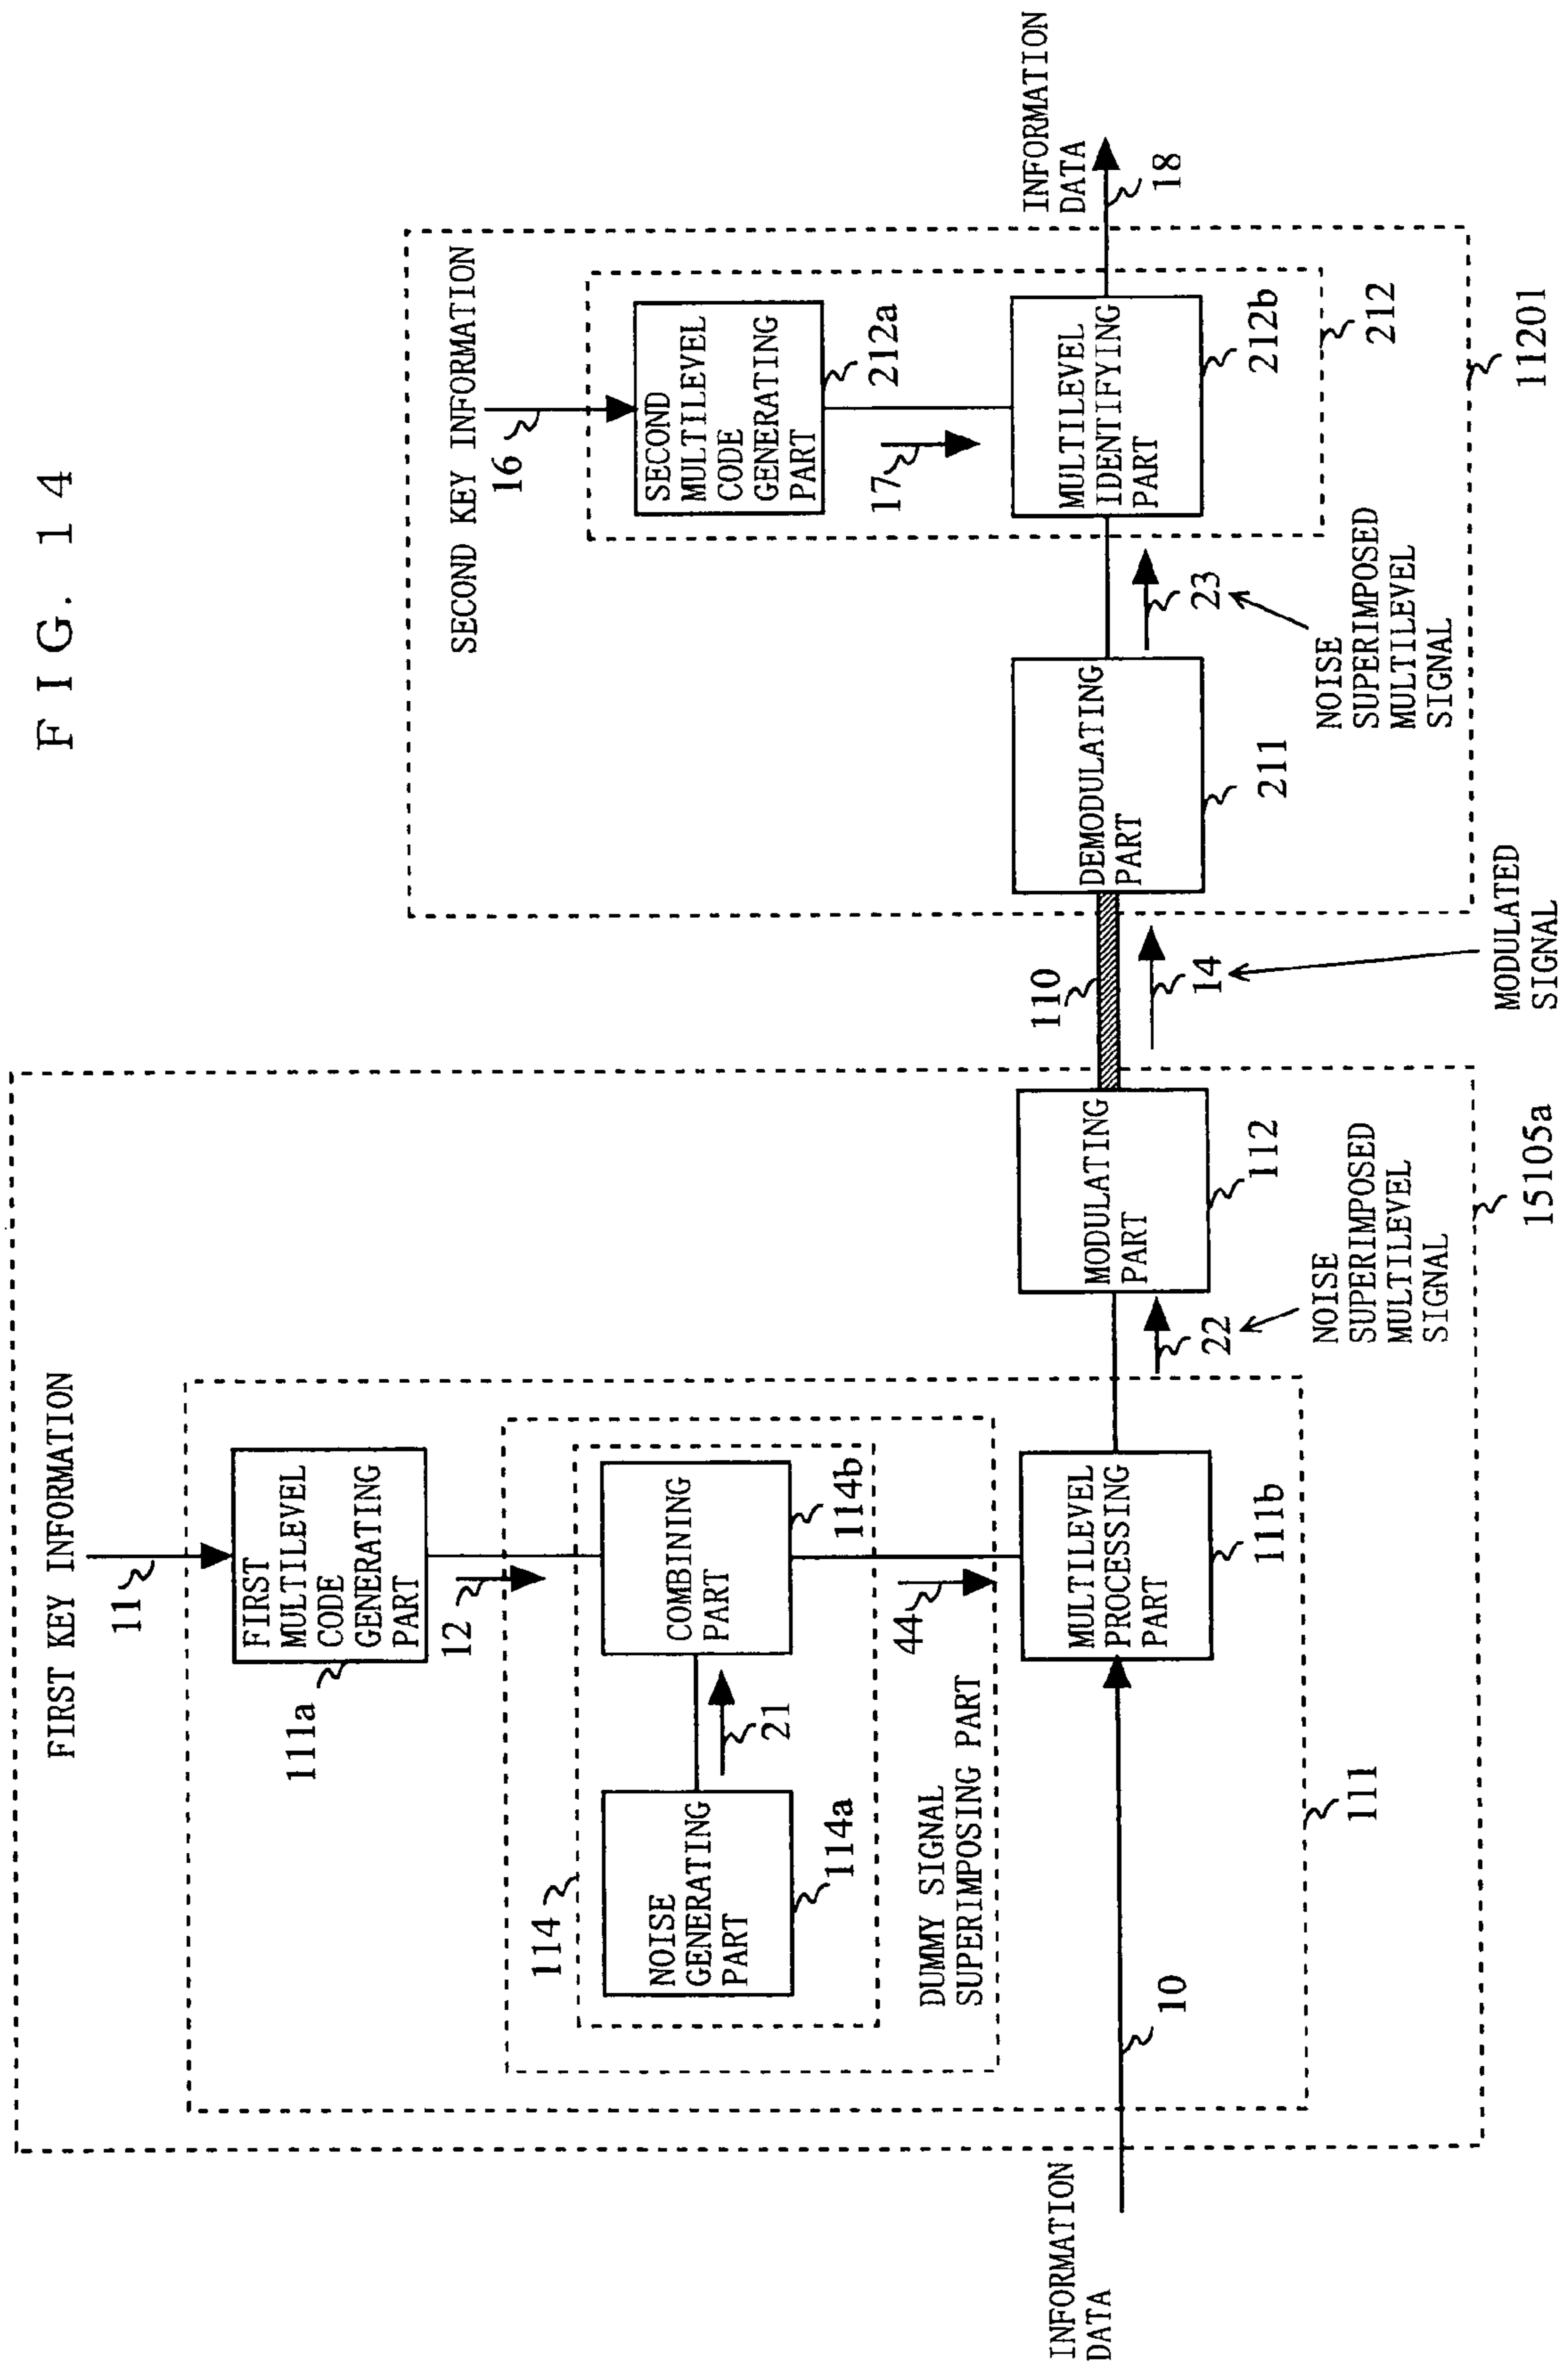 FIG. 14
FIRST KEY INFORMATION
11
FIRST
MULTILEVEL
CODE
GENERATING
PART
111a
12
114
NOISE
GENERATING
PART
114a
21
COMBINING
PART
114b
44
DUMMY SIGNAL
SUPERIMPOSING PART
INFORMATION
DATA
10
MULTILEVEL
PROCESSING
PART
111b
111
22
NOISE
SUPERIMPOSED
MULTILEVEL
SIGNAL
MODULATING
PART
112
15105a
110
14
MODULATED
SIGNAL
SECOND KEY INFORMATION
16
SECOND
MULTILEVEL
CODE
GENERATING
PART
212a
17
DEMODULATING
PART
211
23
NOISE
SUPERIMPOSED
MULTILEVEL
SIGNAL
MULTILEVEL
IDENTIFYING
PART
212b
212
11201
INFORMATION
DATA
18